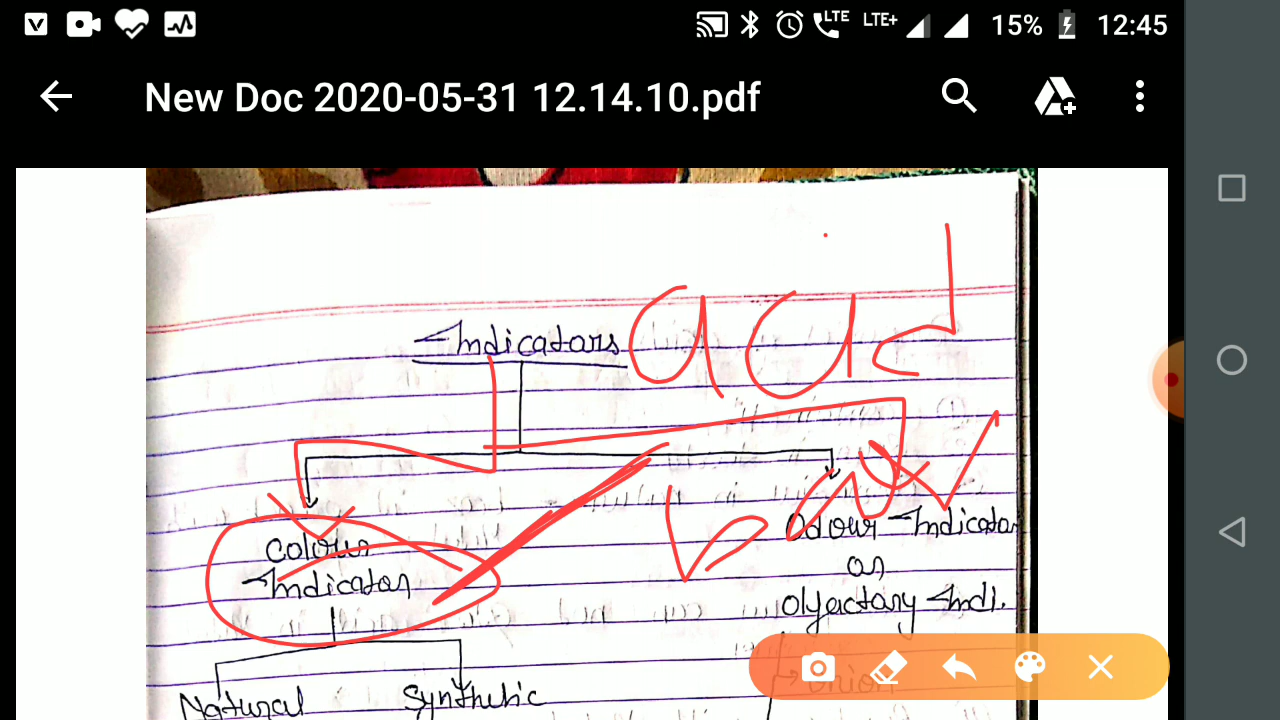 15% 12:45
New Doc 2020-05-31 12.14.10.pdf
Indicators
acid
base
Colour
Indicator
Odour Indicator
or
Olfactory Indi.
Natural
Synthetic
Onion